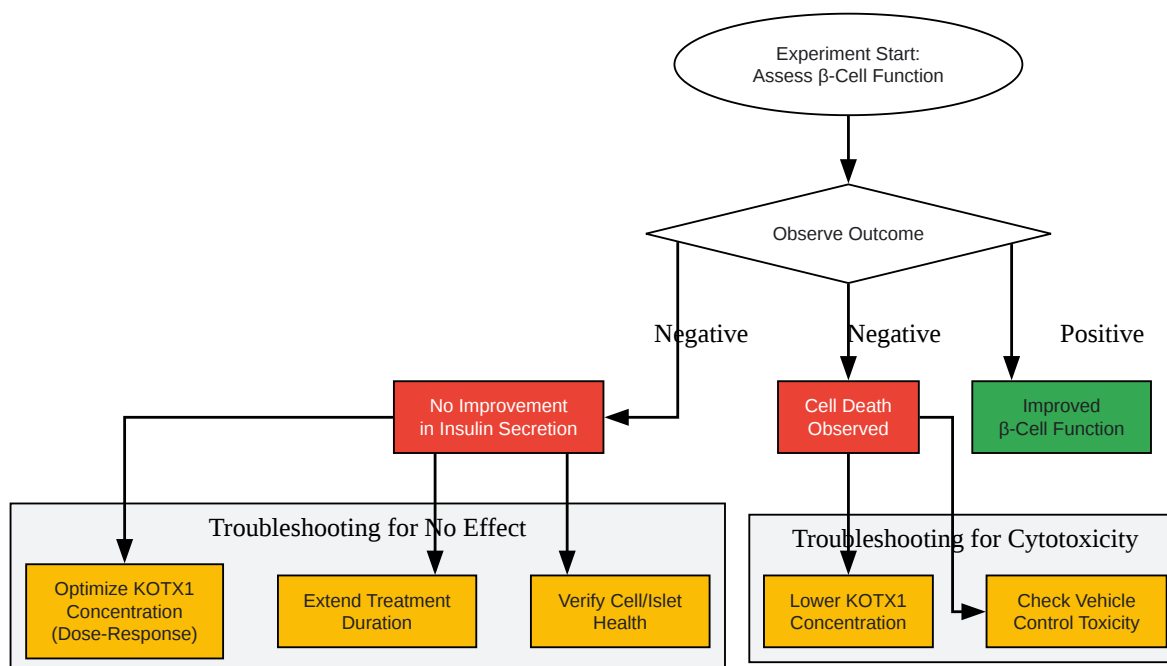 Experiment Start:
Assess β-Cell Function
Observe Outcome
Negative
Negative
Positive
No Improvement
in Insulin Secretion
Cell Death
Observed
Improved
β-Cell Function
Troubleshooting for No Effect
Troubleshooting for Cytotoxicity
Optimize KOTX1
Concentration
(Dose-Response)
Extend Treatment
Duration
Verify Cell/Islet
Health
Lower KOTX1
Concentration
Check Vehicle
Control Toxicity